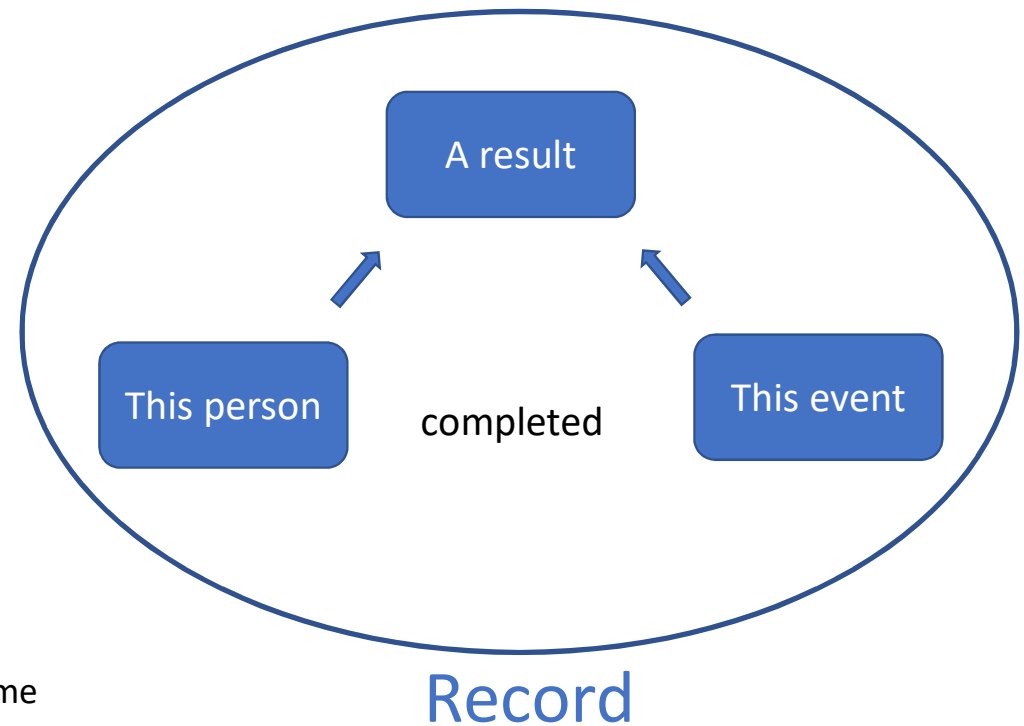 A result
This person
completed
This event
me
Record